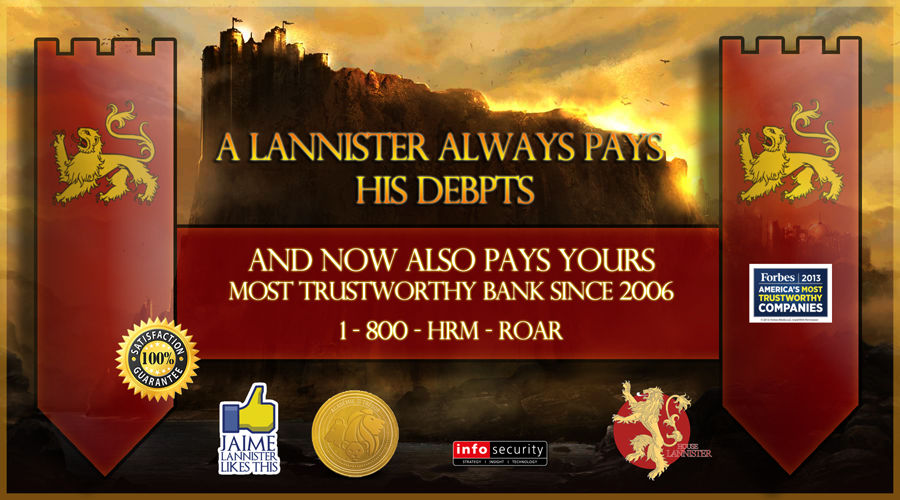 A LANNISTER ALWAYS PAYS
HIS DEBPTS
AND NOW ALSO PAYS YOURS
MOST TRUSTWORTHY BANK SINCE 2006
1 - 800 - HRM - ROAR
Forbes 2013
AMERICA'S MOST
TRUSTWORTHY
COMPANIES
SATISFACTION
100%
GUARANTEE
JAIME
LANNISTER
LIKES THIS
info security
STRATEGY | INSIGHT | TECHNOLOGY
HOUSE
LANNISTER